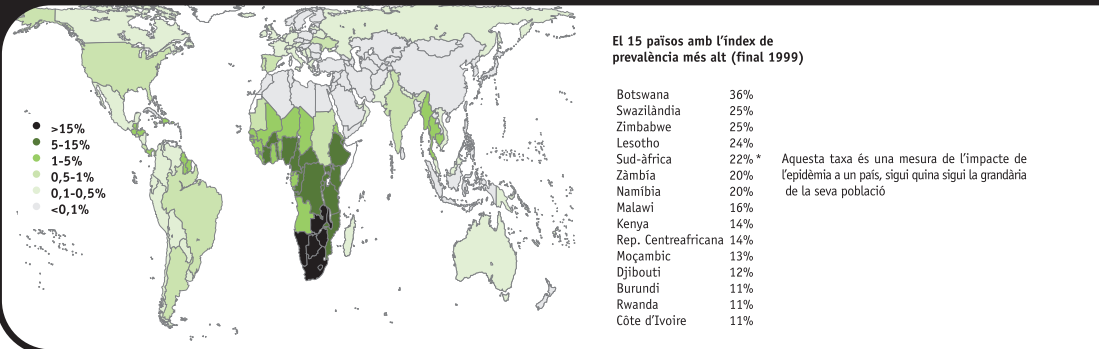 >15%
5-15%
1-5%
0,5-1%
0,1-0,5%
<0,1%
El 15 països amb l'índex de
prevalència més alt (final 1999)
Botswana 36%
Swazilàndia 25%
Zimbabwe 25%
Lesotho 24%
Sud-àfrica 22% *
Zàmbía 20%
Namíbia 20%
Malawi 16%
Kenya 14%
Rep. Centreafricana 14%
Moçambic 13%
Djibouti 12%
Burundi 11%
Rwanda 11%
Côte d'Ivoire 11%
Aquesta taxa és una mesura de l'impacte de
l'epidèmia a un país, sigui quina sigui la grandària
de la seva població